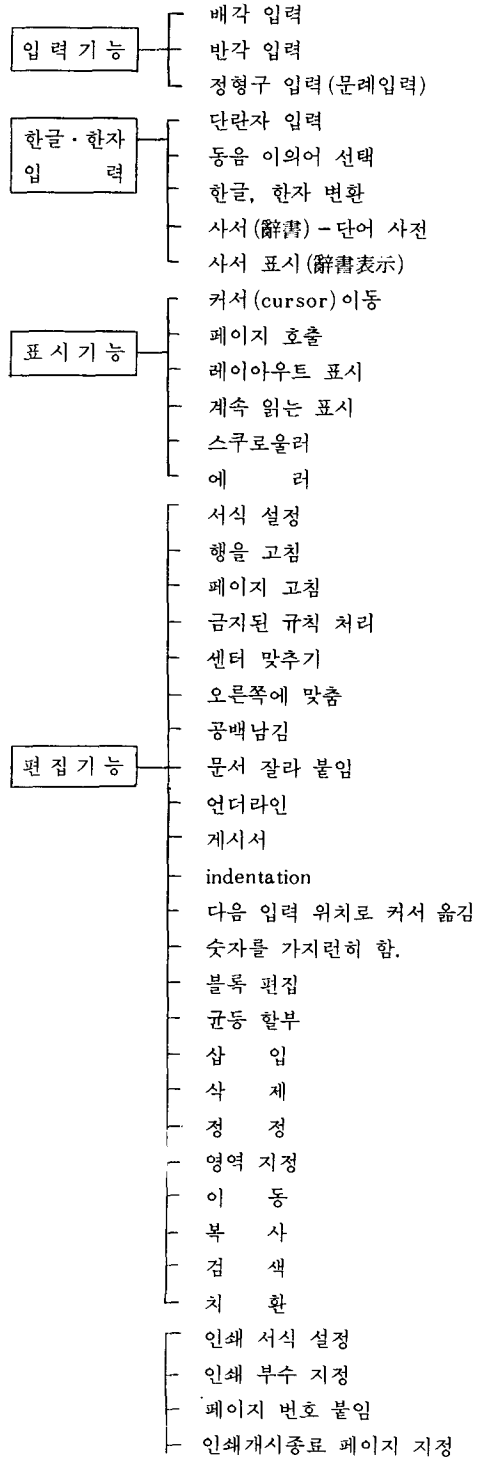 배각 입력
입력기능
반각 입력
정형구 입력(문례입력)
한글·한자
입 력
단란자 입력
동음 이의어 선택
한글, 한자 변환
사서(辭書)-단어 사전
사서 표시(辭書表示)
표시기능
커서(cursor)이동
페이지 호출
레이아우트 표시
계속 읽는 표시
스쿠로울러
에 러
편집기능
서식 설정
행을 고침
페이지 고침
금지된 규칙 처리
센터 맞추기
오른쪽에 맞춤
공백남김
문서 잘라 붙임
언더라인
게시서
indentation
다음 입력 위치로 커서 옮김
숫자를 가지런히 함.
블록 편집
균등 할부
삽 입
삭 제
정 정
영역 지정
이 동
복 사
검 색
치 환
인쇄 서식 설정
인쇄 부수 지정
페이지 번호 붙임
인쇄개시종료 페이지 지정